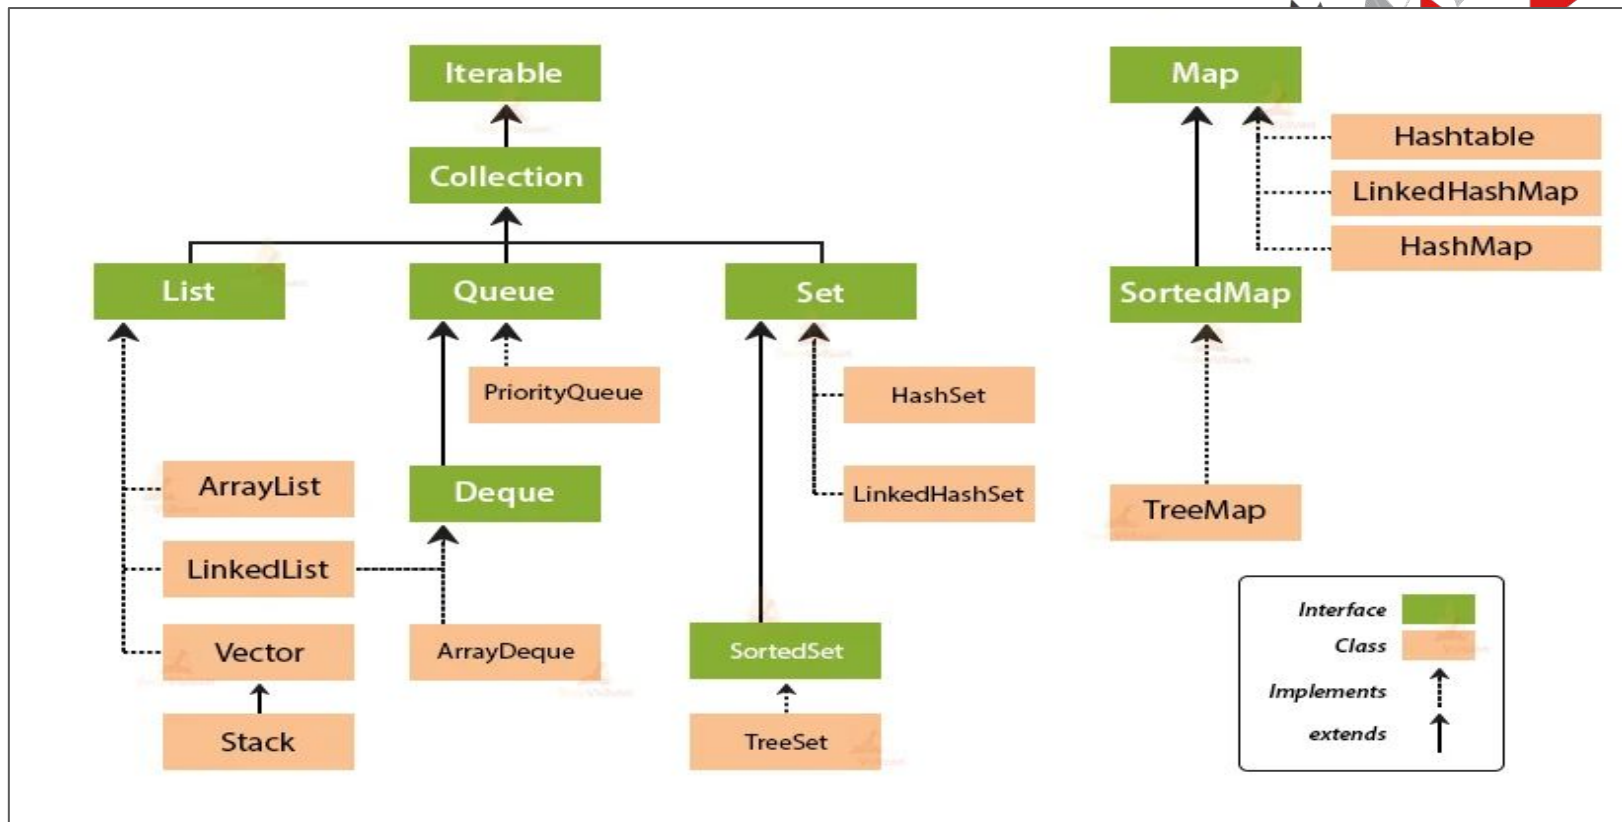 Iterable
Map
Hashtable
Collection
LinkedHashMap
HashMap
List
Queue
Set
SortedMap
PriorityQueue
HashSet
ArrayList
Deque
LinkedHashSet
TreeMap
LinkedList
Interface
Class
Vector
ArrayDeque
SortedSet
Implements
Stack
TreeSet
extends